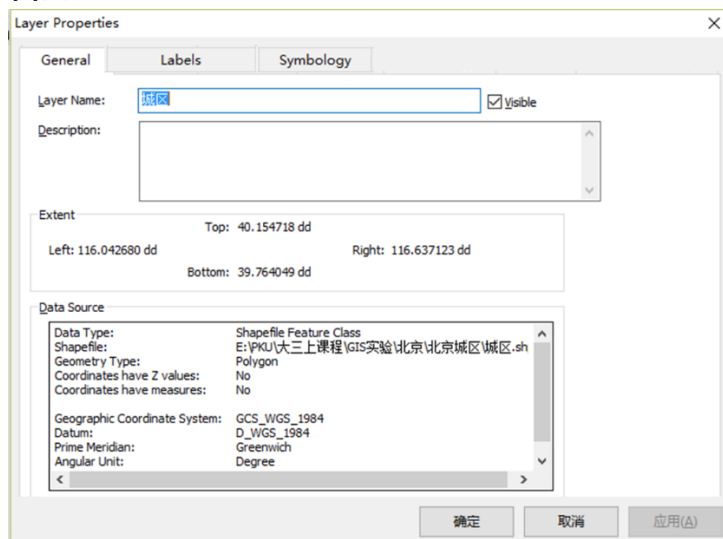 Layer Properties
General Labels Symbology
Layer Name: 城区 Visible
Description:
Extent
Top: 40.154718 dd
Left: 116.042680 dd Right: 116.637123 dd
Bottom: 39.764049 dd
Data Source
Data Type: Shapefile Feature Class
Shapefile: E:\PKU\大三上课程\GIS实验\北京\北京城区\城区.sh
Geometry Type: Polygon
Coordinates have Z values: No
Coordinates have measures: No
Geographic Coordinate System: GCS_WGS_1984
Datum: D_WGS_1984
Prime Meridian: Greenwich
Angular Unit: Degree
确定 取消 应用(A)